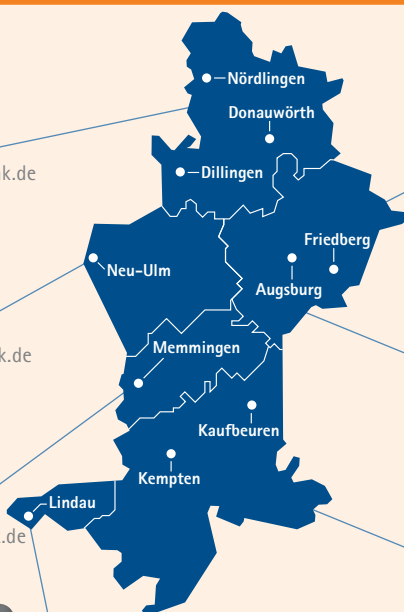 Nördlingen
Donauwörth
k.de
Dillingen
Friedberg
Neu-Ulm
Augsburg
Memmingen
k.de
Kaufbeuren
Kempten
Lindau
.de